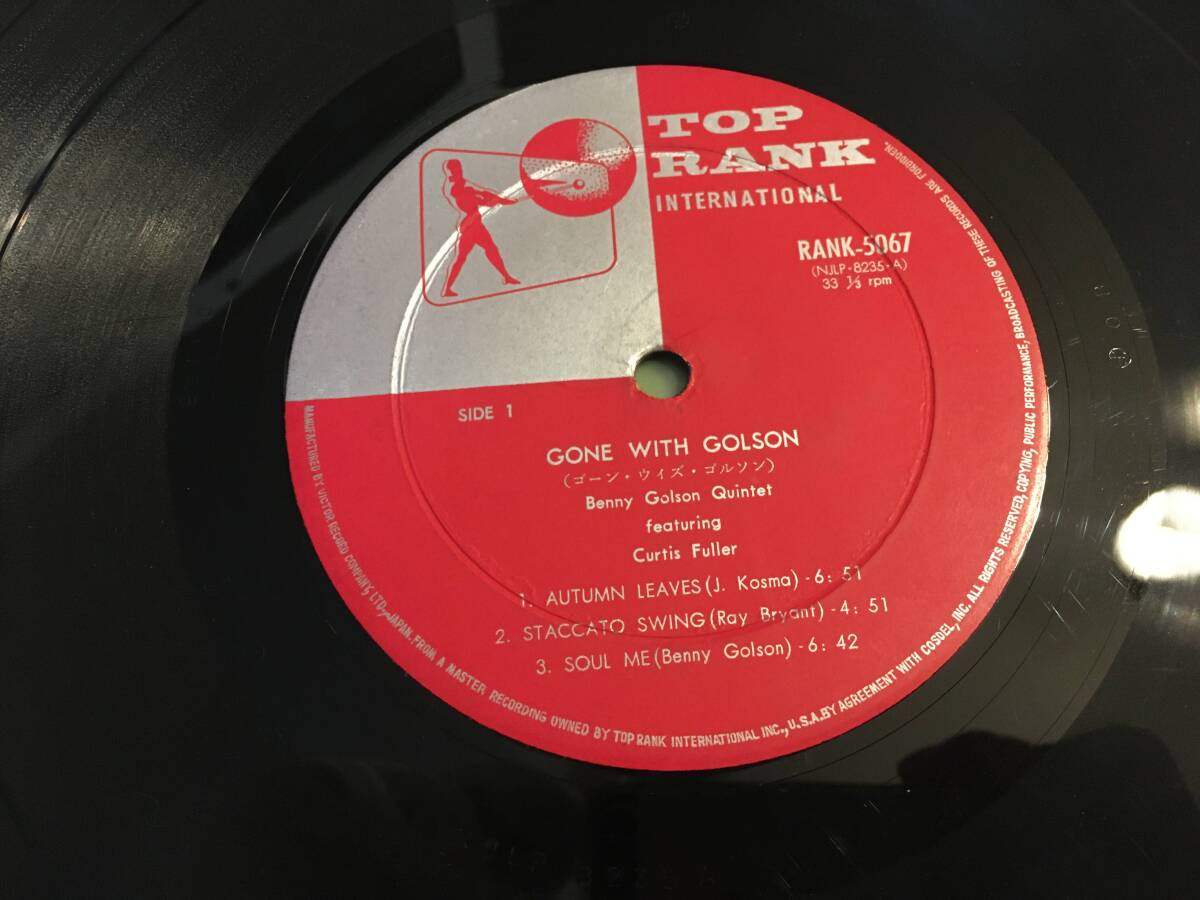 TOP
RANK
INTERNATIONAL
RANK-5067
(NJLP-8235-A)
33 ⅓ rpm
SIDE 1
GONE WITH GOLSON
(ゴーン・ウィズ・ゴルソン)
Benny Golson Quintet
featuring
Curtis Fuller
1. AUTUMN LEAVES (J. Kosma) - 6: 51
2. STACCATO SWING (Ray Bryant) - 4: 51
3. SOUL ME (Benny Golson) - 6: 42
MANUFACTURED BY VICTOR RECORD COMPANY, LTD., JAPAN. FROM A MASTER RECORDING OWNED BY TOP RANK INTERNATIONAL INC., U.S.A. BY AGREEMENT WITH COSDEL, INC. ALL RIGHTS RESERVED, COPYING, PUBLIC PERFORMANCE, BROADCASTING OF THESE RECORDS ARE FORBIDDEN.